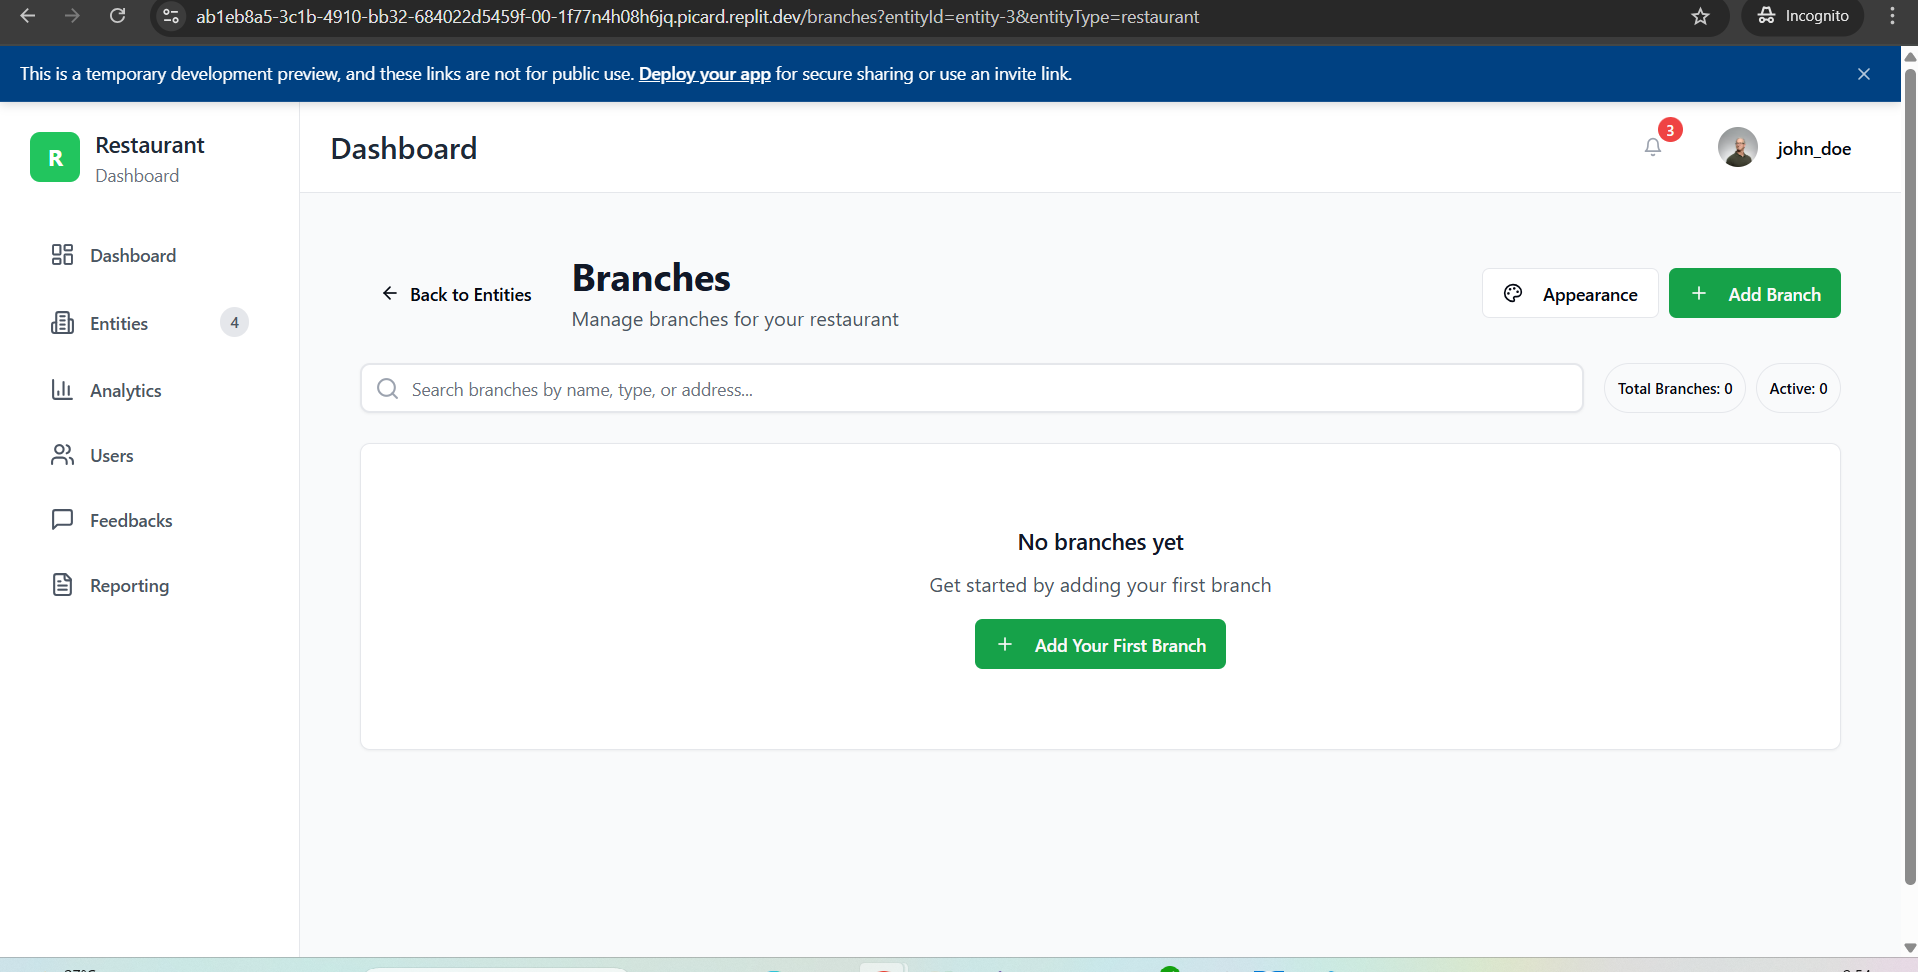 ab1eb8a5-3c1b-4910-bb32-684022d5459f-00-1f77n4h08h6jq.picard.replit.dev/branches?entityId=entity-3&entityType=restaurant
Incognito
This is a temporary development preview, and these links are not for public use. Deploy your app for secure sharing or use an invite link.
R
Restaurant
Dashboard
Dashboard
3
john_doe
Dashboard
Entities
4
Analytics
Users
Feedbacks
Reporting
Back to Entities
Branches
Manage branches for your restaurant
Appearance
Add Branch
Search branches by name, type, or address...
Total Branches: 0
Active: 0
No branches yet
Get started by adding your first branch
Add Your First Branch